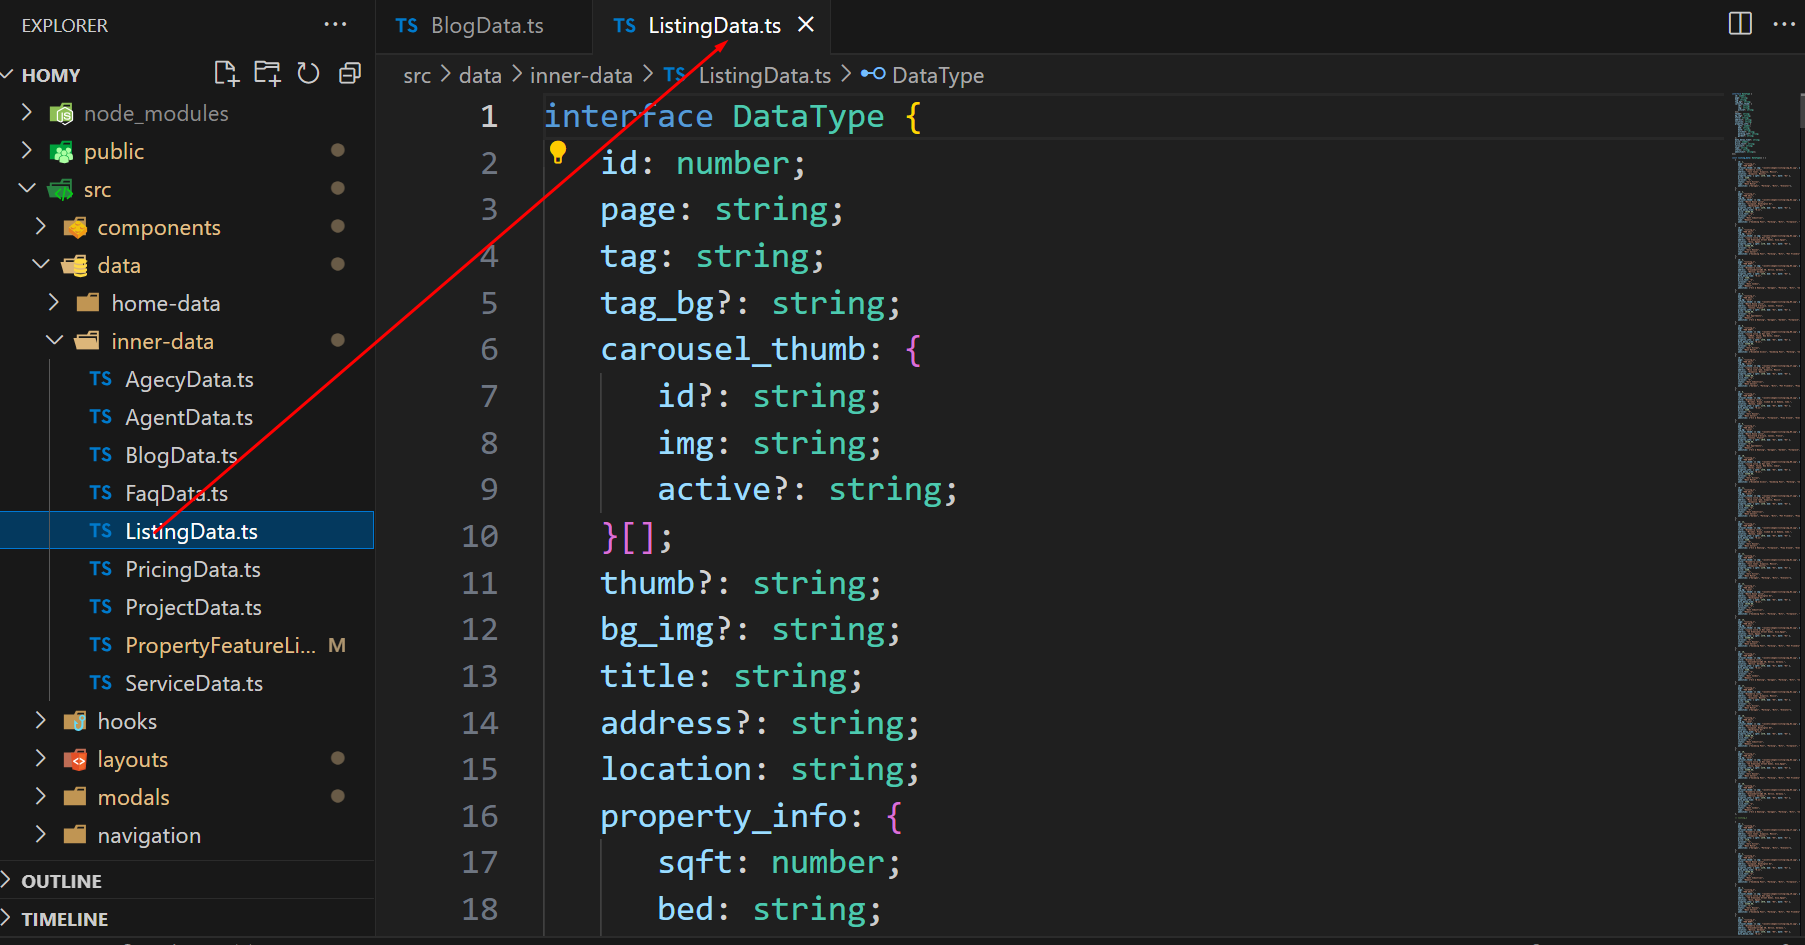 EXPLORER
HOMY
node_modules
public
src
components
data
home-data
inner-data
TS AgecyData.ts
TS AgentData.ts
TS BlogData.ts
TS FaqData.ts
TS ListingData.ts
TS PricingData.ts
TS ProjectData.ts
TS PropertyFeatureLi... M
TS ServiceData.ts
hooks
layouts
modals
navigation
OUTLINE
TIMELINE
TS BlogData.ts TS ListingData.ts
src > data > inner-data > TS ListingData.ts > DataType
1 interface DataType {
2 id: number;
3 page: string;
4 tag: string;
5 tag_bg?: string;
6 carousel_thumb: {
7 id?: string;
8 img: string;
9 active?: string;
10 }[];
11 thumb?: string;
12 bg_img?: string;
13 title: string;
14 address?: string;
15 location: string;
16 property_info: {
17 sqft: number;
18 bed: string;